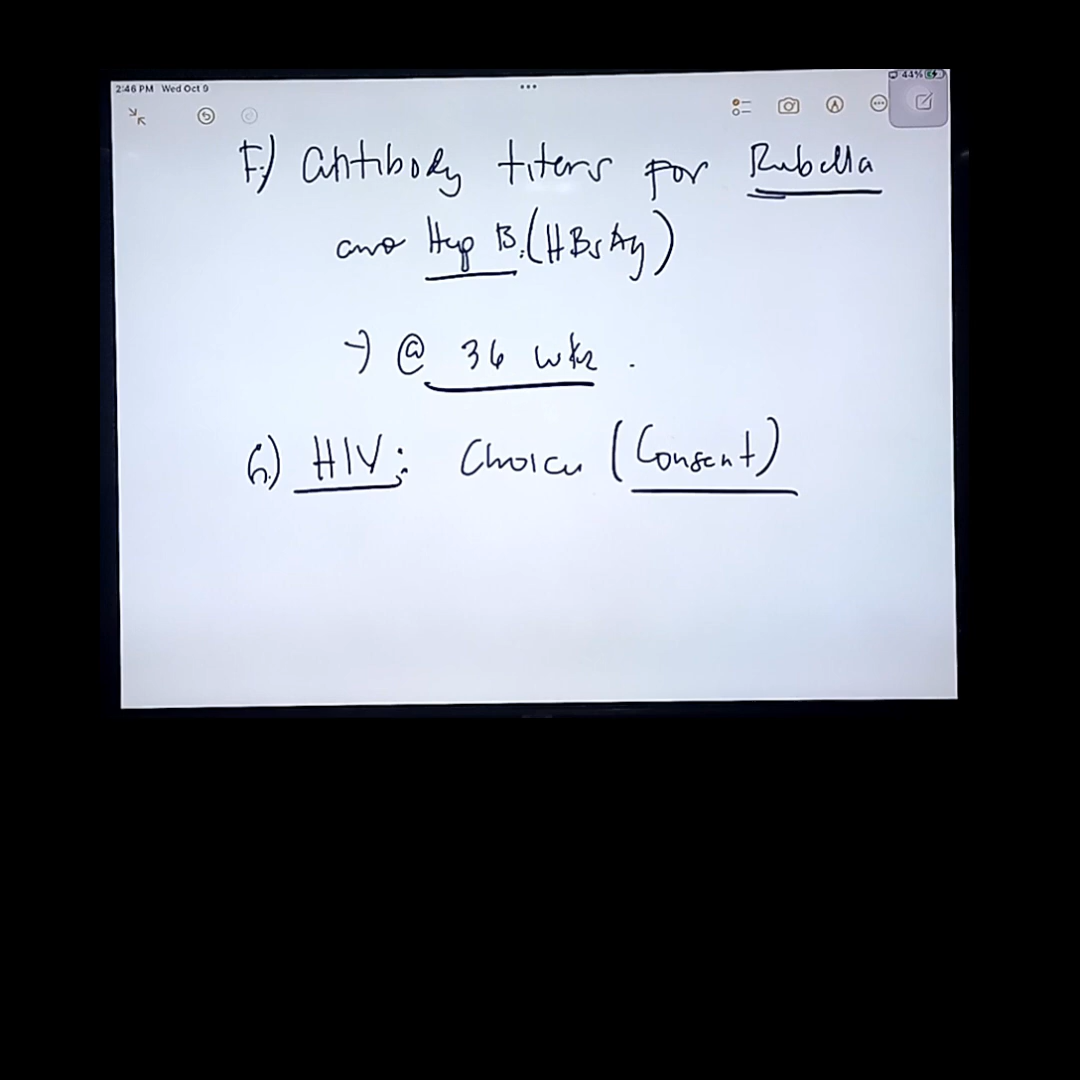 2:46 PM Wed Oct 9
44%
F.) Antibody titers for Rubella
and Hep B. (HBsAg)
→ @ 36 wks.
G.) HIV: Choice (Consent)